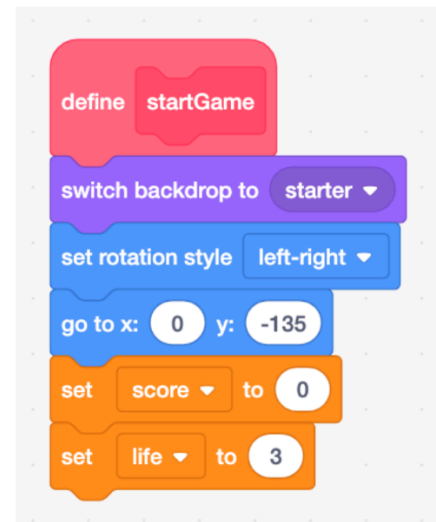 define startGame
switch backdrop to starter
set rotation style left-right
go to x: 0 y: -135
set score to 0
set life to 3